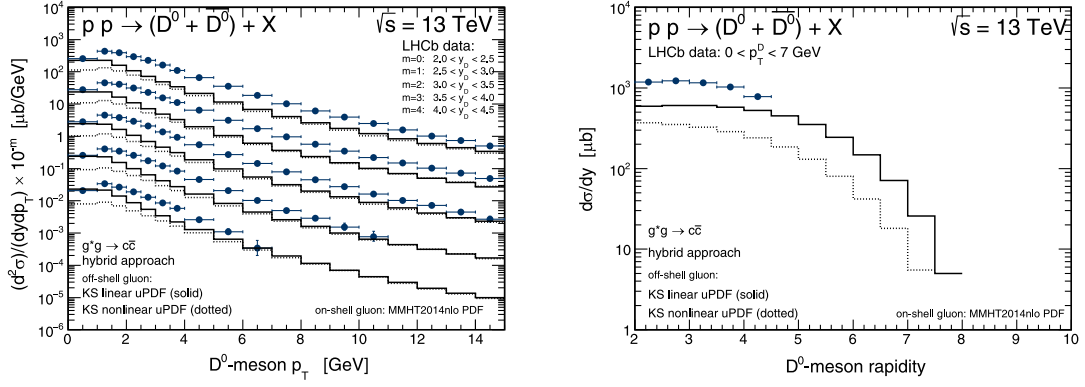 p p → (D⁰ + D̅⁰) + X √s = 13 TeV
LHCb data:
m=0: 2.0 < y_D < 2.5
m=1: 2.5 < y_D < 3.0
m=2: 3.0 < y_D < 3.5
m=3: 3.5 < y_D < 4.0
m=4: 4.0 < y_D < 4.5
(d²σ)/(dydp_T) × 10⁻ᵐ [μb/GeV]
10⁴
10³
10²
10
1
10⁻¹
10⁻²
10⁻³
10⁻⁴
10⁻⁵
10⁻⁶
g*g → cc̅
hybrid approach
off-shell gluon:
KS linear uPDF (solid)
KS nonlinear uPDF (dotted)
on-shell gluon: MMHT2014nlo PDF
0 2 4 6 8 10 12 14
D⁰-meson p_T [GeV]
p p → (D⁰ + D̅⁰) + X √s = 13 TeV
LHCb data: 0 < p_T^D < 7 GeV
dσ/dy [μb]
10⁴
10³
10²
10
1
g*g → cc̅
hybrid approach
off-shell gluon:
KS linear uPDF (solid)
KS nonlinear uPDF (dotted)
on-shell gluon: MMHT2014nlo PDF
2 3 4 5 6 7 8 9 10
D⁰-meson rapidity